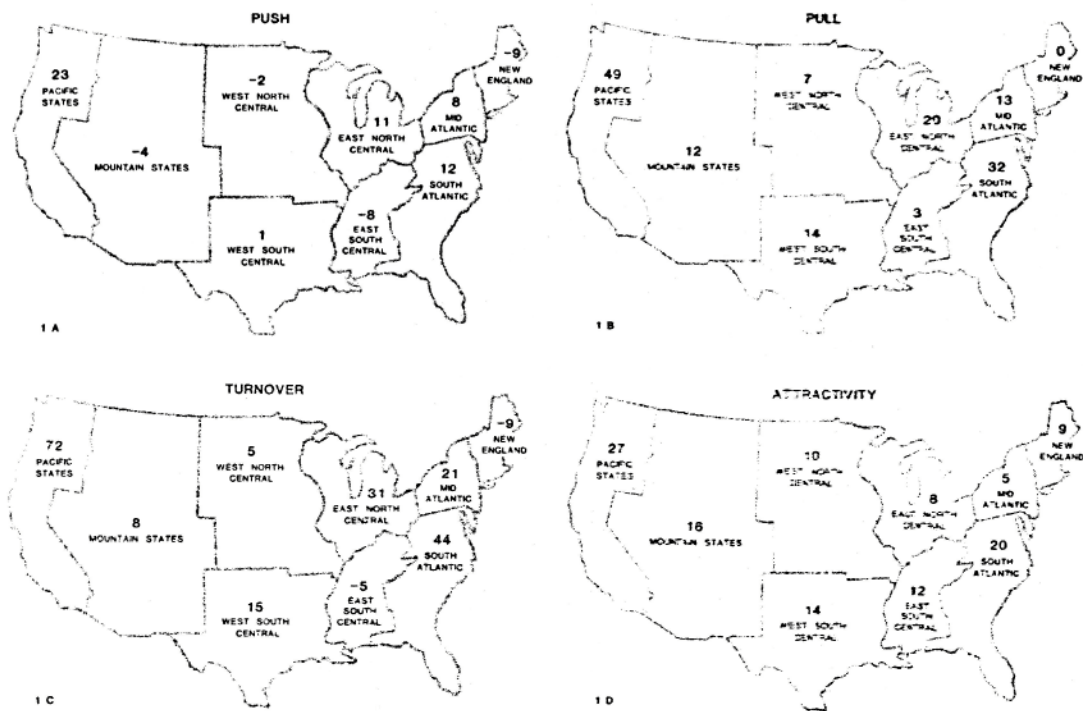 PUSH
23
PACIFIC
STATES
-4
MOUNTAIN STATES
-2
WEST NORTH
CENTRAL
1
WEST SOUTH
CENTRAL
11
EAST NORTH
CENTRAL
-8
EAST
SOUTH
CENTRAL
8
MID
ATLANTIC
12
SOUTH
ATLANTIC
-9
NEW
ENGLAND
1 A
PULL
49
PACIFIC
STATES
12
MOUNTAIN STATES
7
WEST NORTH
CENTRAL
14
WEST SOUTH
CENTRAL
20
EAST NORTH
CENTRAL
3
EAST
SOUTH
CENTRAL
13
MID
ATLANTIC
32
SOUTH
ATLANTIC
0
NEW
ENGLAND
1 B
TURNOVER
72
PACIFIC
STATES
8
MOUNTAIN STATES
5
WEST NORTH
CENTRAL
15
WEST SOUTH
CENTRAL
31
EAST NORTH
CENTRAL
-5
EAST
SOUTH
CENTRAL
21
MID
ATLANTIC
44
SOUTH
ATLANTIC
-9
NEW
ENGLAND
1 C
ATTRACTIVITY
27
PACIFIC
STATES
16
MOUNTAIN STATES
10
WEST NORTH
CENTRAL
14
WEST SOUTH
CENTRAL
8
EAST NORTH
CENTRAL
12
EAST
SOUTH
CENTRAL
5
MID
ATLANTIC
20
SOUTH
ATLANTIC
9
NEW
ENGLAND
1 D